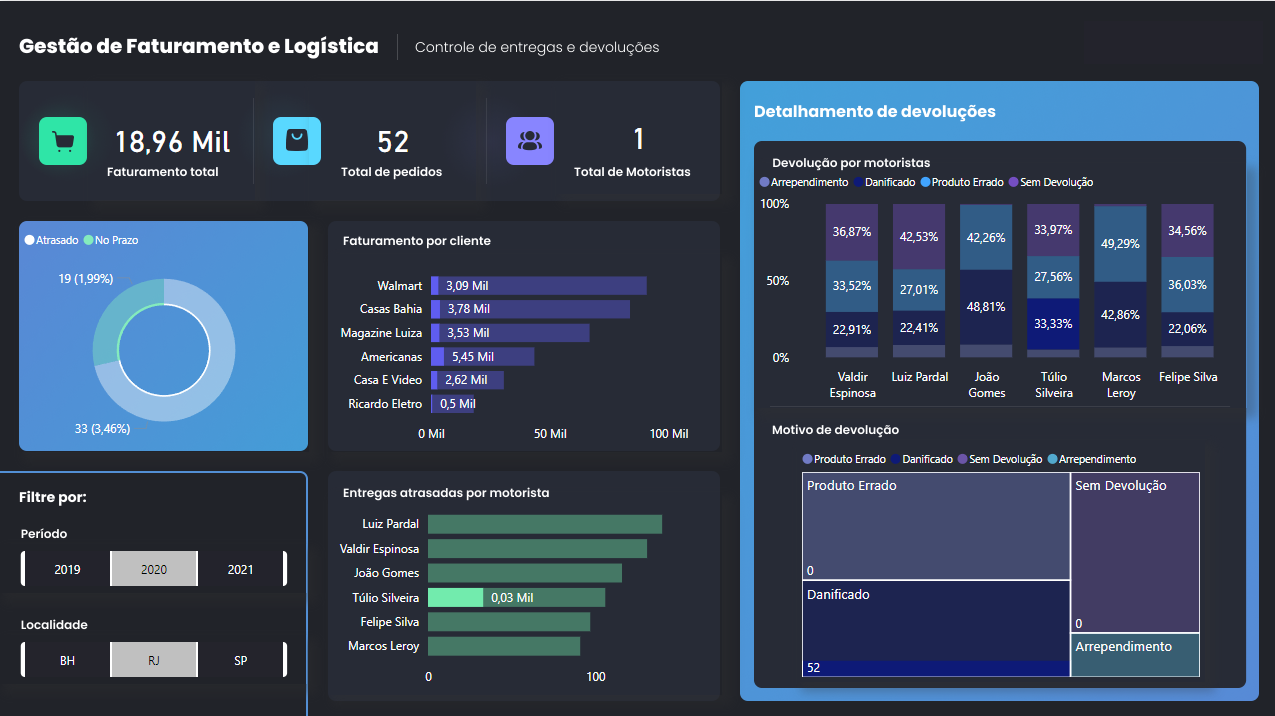 Gestão de Faturamento e Logística
Controle de entregas e devoluções
18,96 Mil
Faturamento total
52
Total de pedidos
1
Total de Motoristas
Atrasado No Prazo
19 (1,99%)
33 (3,46%)
Faturamento por cliente
Walmart 3,09 Mil
Casas Bahia 3,78 Mil
Magazine Luiza 3,53 Mil
Americanas 5,45 Mil
Casa E Video 2,62 Mil
Ricardo Eletro 0,5 Mil
0 Mil 50 Mil 100 Mil
Filtre por:
Período
2019 2020 2021
Localidade
BH RJ SP
Entregas atrasadas por motorista
Luiz Pardal
Valdir Espinosa
João Gomes
Túlio Silveira 0,03 Mil
Felipe Silva
Marcos Leroy
0 100
Detalhamento de devoluções
Devolução por motoristas
Arrependimento Danificado Produto Errado Sem Devolução
100%
50%
0%
36,87% 42,53% 42,26% 33,97% 49,29% 34,56%
33,52% 27,01% 48,81% 27,56% 42,86% 36,03%
22,91% 22,41% 33,33% 22,06%
Valdir Luiz Pardal João Túlio Marcos Felipe Silva
Espinosa Gomes Silveira Leroy
Motivo de devolução
Produto Errado Danificado Sem Devolução Arrependimento
Produto Errado
0
Danificado
52
Sem Devolução
0
Arrependimento